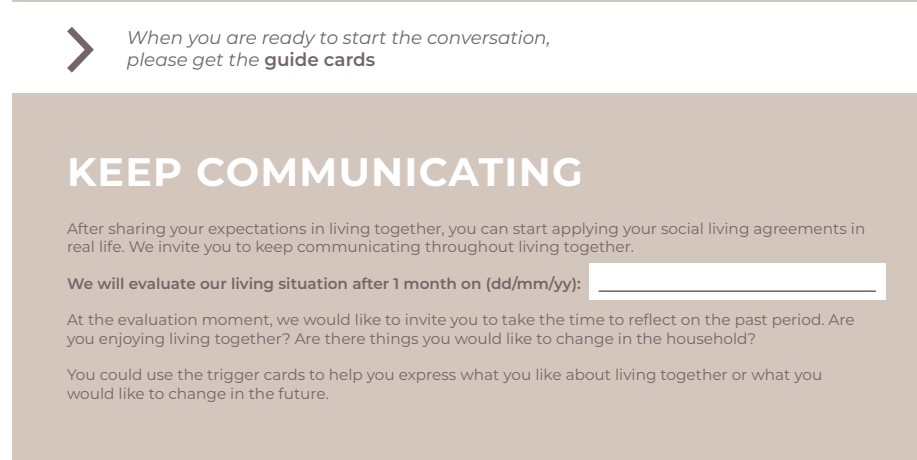 When you are ready to start the conversation,
please get the guide cards
KEEP COMMUNICATING
After sharing your expectations in living together, you can start applying your social living agreements in
real life. We invite you to keep communicating throughout living together.
We will evaluate our living situation after 1 month on (dd/mm/yy):
At the evaluation moment, we would like to invite you to take the time to reflect on the past period. Are
you enjoying living together? Are there things you would like to change in the household?
You could use the trigger cards to help you express what you like about living together or what you
would like to change in the future.